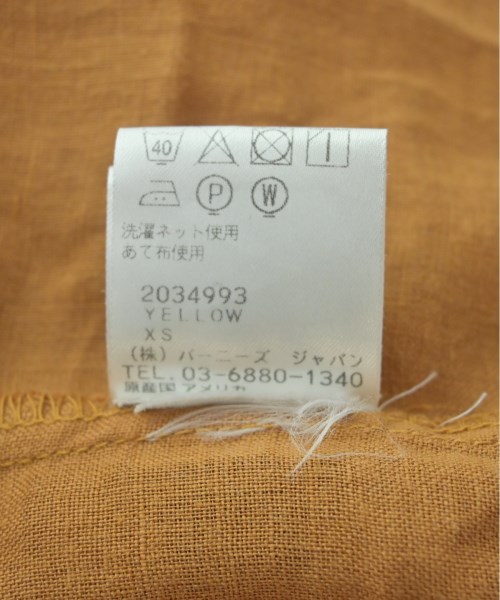 40
P W
洗濯ネット使用
あて布使用
2034993
YELLOW
XS
(株) バーニーズ ジャパン
TEL. 03-6880-1340
原産国 アメリカ